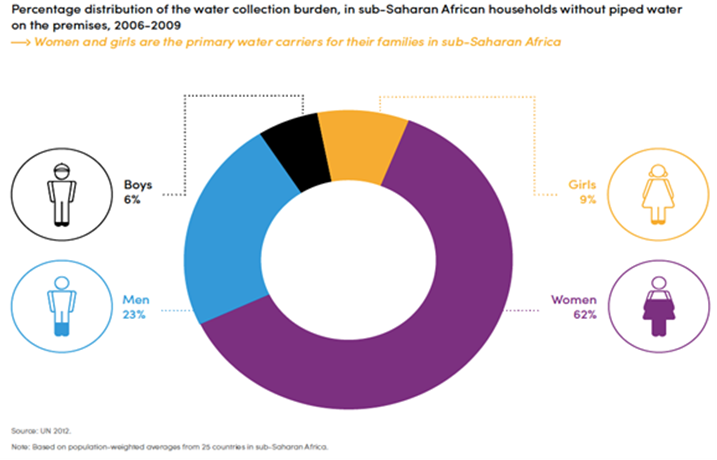 Percentage distribution of the water collection burden, in sub-Saharan African households without piped water
on the premises, 2006-2009
Women and girls are the primary water carriers for their families in sub-Saharan Africa
Boys
6%
Girls
9%
Men
23%
Women
62%
Source: UN 2012.
Note: Based on population-weighted averages from 25 countries in sub-Saharan Africa.